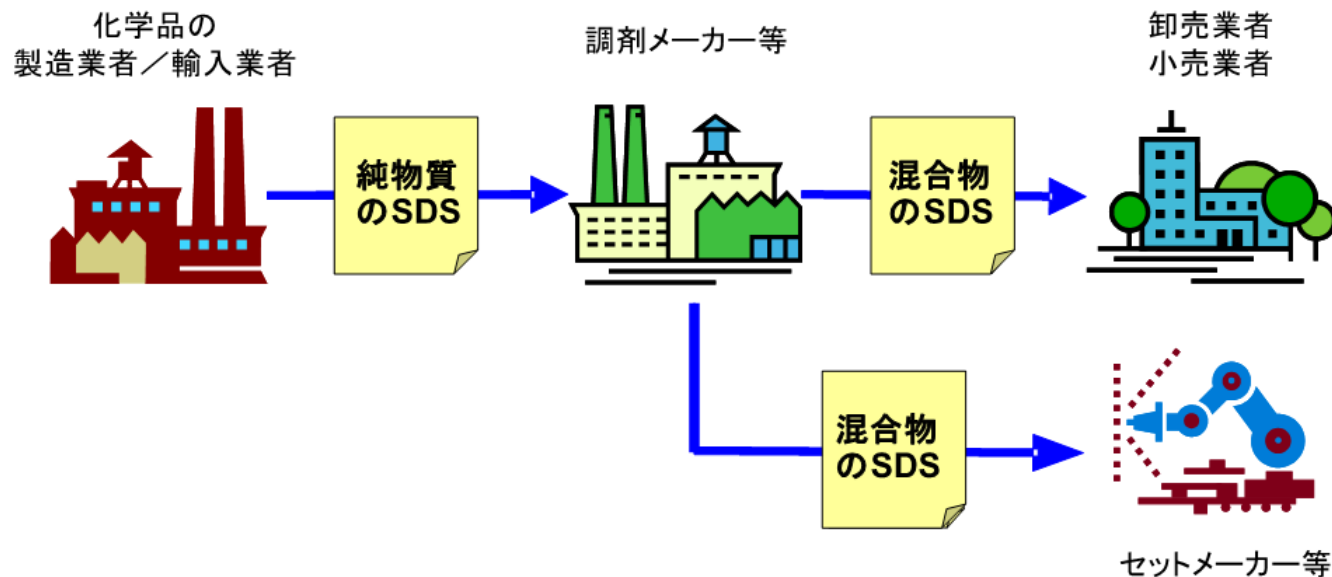 化学品の
製造業者／輸入業者
調剤メーカー等
卸売業者
小売業者
純物質
のSDS
混合物
のSDS
混合物
のSDS
セットメーカー等